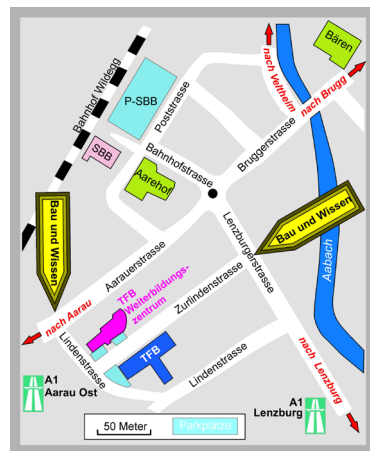 Bären
nach Veltheim
nach Brugg
Bahnhof Wildegg
P-SBB
Poststrasse
SBB
Bahnhofstrasse
Bruggerstrasse
Aarehof
Bau und Wissen
Bau und Wissen
Lenzburgerstrasse
Aabach
Aarauerstrasse
TFB
Weiterbildungs-
zentrum
Zurlindenstrasse
nach Aarau
Lindenstrasse
TFB
Lindenstrasse
nach Lenzburg
A1
Aarau Ost
A1
Lenzburg
50 Meter
Parkplätze